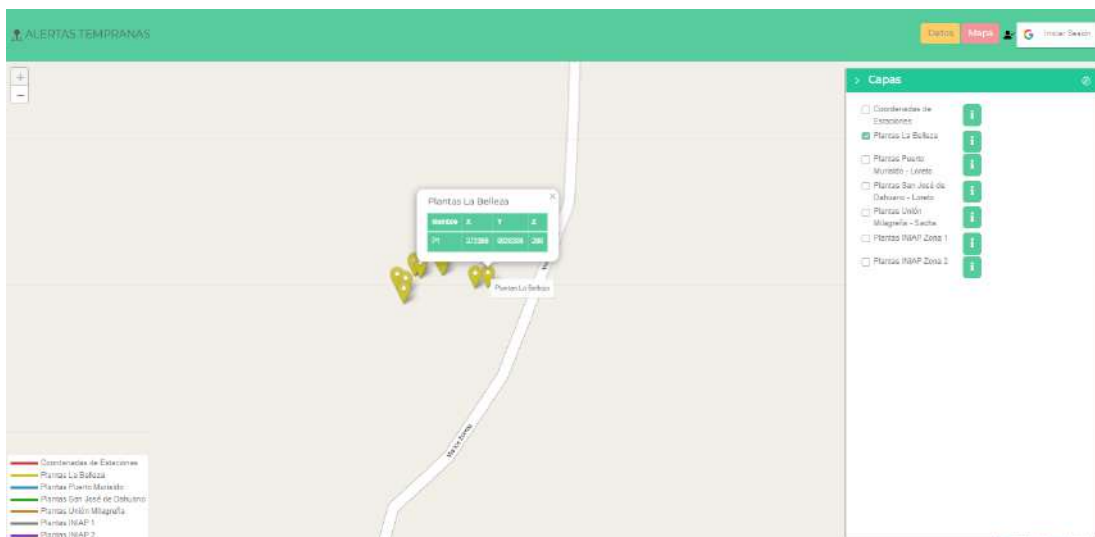 ALERTAS TEMPRANAS
Datos
Mapa
Iniciar Sesión
+
−
Capas
Coordenadas de
Estaciones
Plantas La Belleza
Plantas Puerto
Murialdo - Loreto
Plantas San José de
Dahuano - Loreto
Plantas Unión
Milagreña - Sacha
Plantas INIAP Zona 1
Plantas INIAP Zona 2
Plantas La Belleza
Nombre X Y Z
P1
Plantas La Belleza
Coordenadas de Estaciones
Plantas La Belleza
Plantas Puerto Murialdo
Plantas San José de Dahuano
Plantas Unión Milagreña
Plantas INIAP 1
Plantas INIAP 2